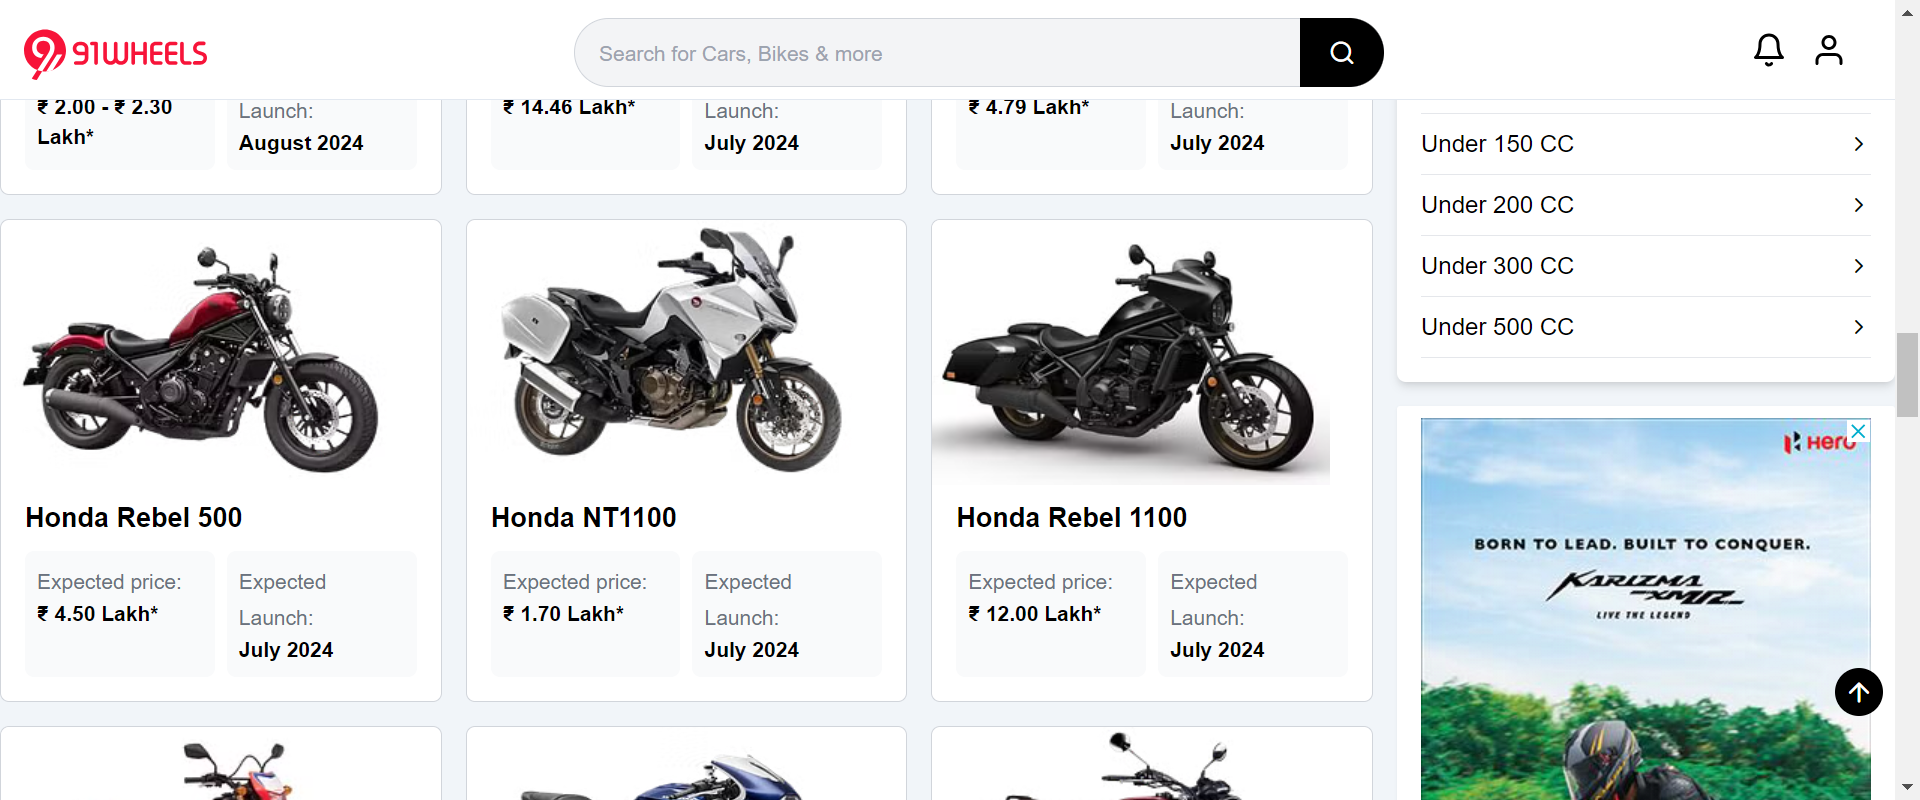 91WHEELS
Search for Cars, Bikes & more
₹ 2.00 - ₹ 2.30
Lakh*
Launch:
August 2024
₹ 14.46 Lakh*
Launch:
July 2024
₹ 4.79 Lakh*
Launch:
July 2024
Under 150 CC
Under 200 CC
Under 300 CC
Under 500 CC
Honda Rebel 500
Expected price:
₹ 4.50 Lakh*
Expected
Launch:
July 2024
Honda NT1100
Expected price:
₹ 1.70 Lakh*
Expected
Launch:
July 2024
Honda Rebel 1100
Expected price:
₹ 12.00 Lakh*
Expected
Launch:
July 2024
Hero
BORN TO LEAD. BUILT TO CONQUER.
KARIZMA
XMR
LIVE THE LEGEND